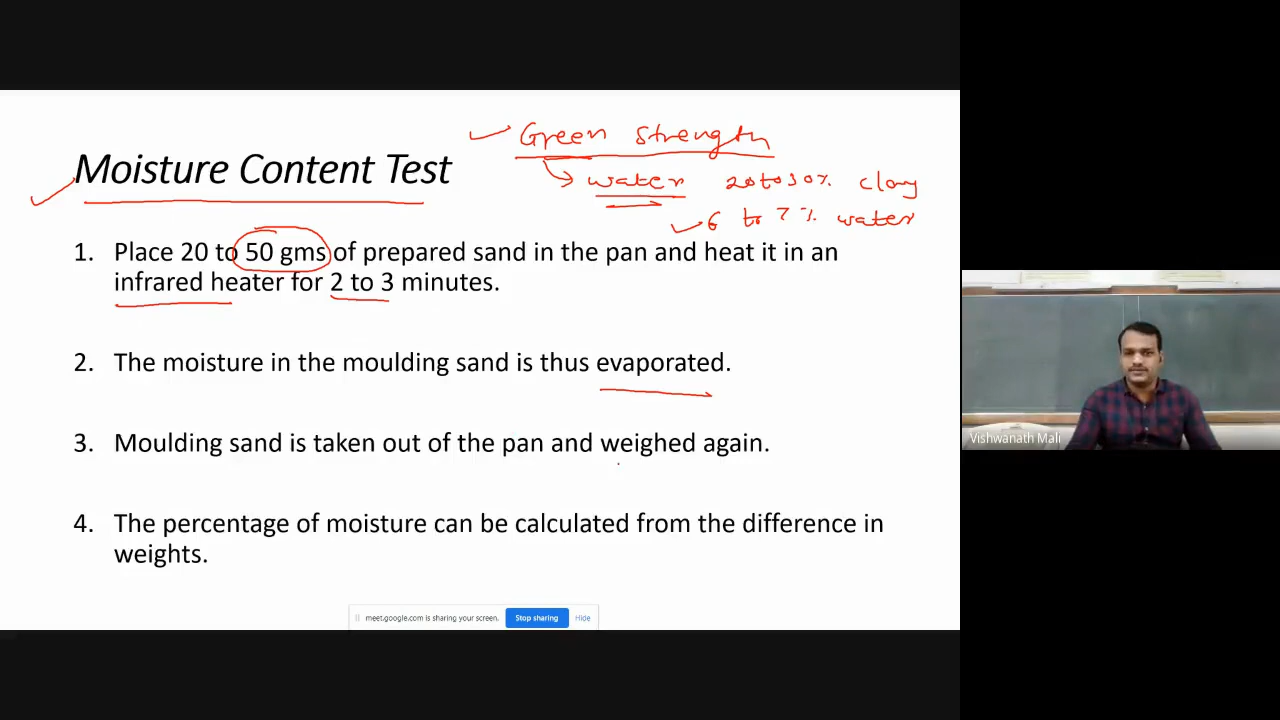 Green Strength
Moisture Content Test
water 20 to 30% clay
6 to 7% water
1. Place 20 to 50 gms of prepared sand in the pan and heat it in an
infrared heater for 2 to 3 minutes.
2. The moisture in the moulding sand is thus evaporated.
3. Moulding sand is taken out of the pan and weighed again.
4. The percentage of moisture can be calculated from the difference in
weights.
Vishwanath Mali
meet.google.com is sharing your screen. Stop sharing Hide